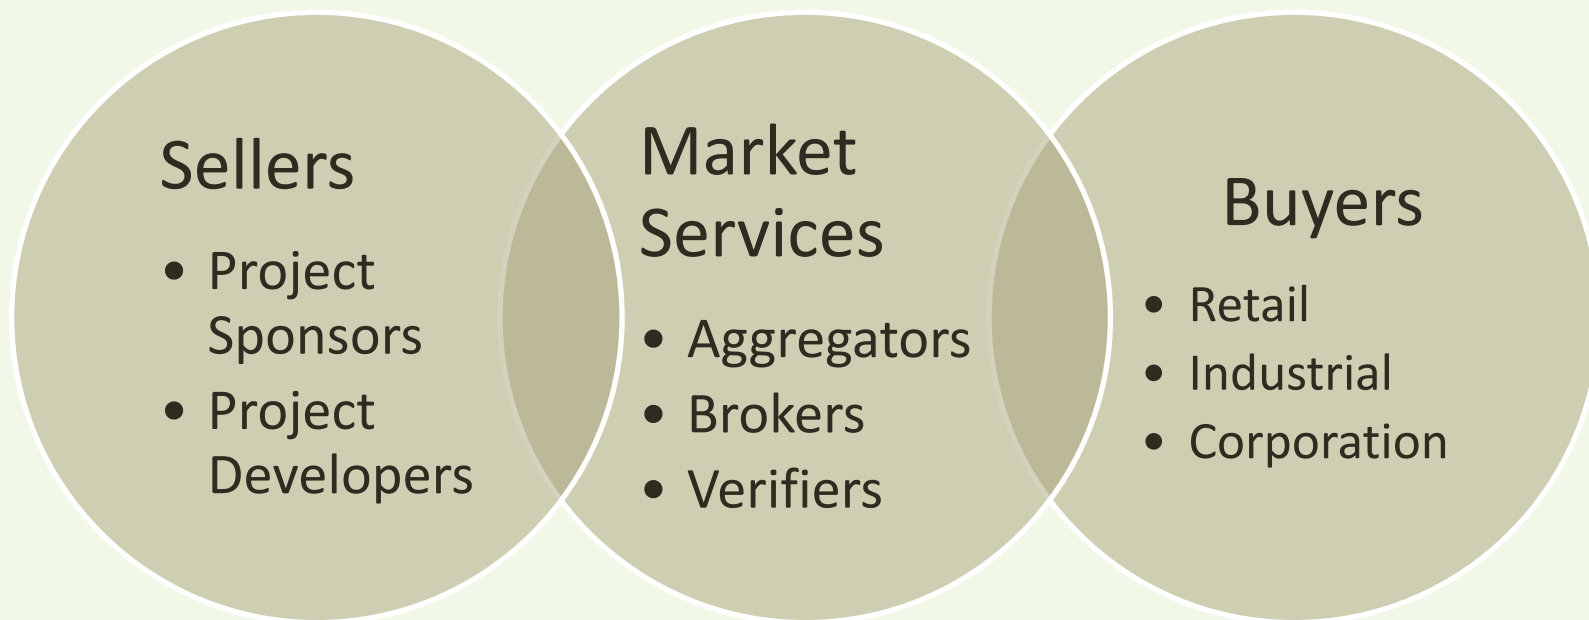 Sellers
• Project
Sponsors
• Project
Developers
Market
Services
• Aggregators
• Brokers
• Verifiers
Buyers
• Retail
• Industrial
• Corporation